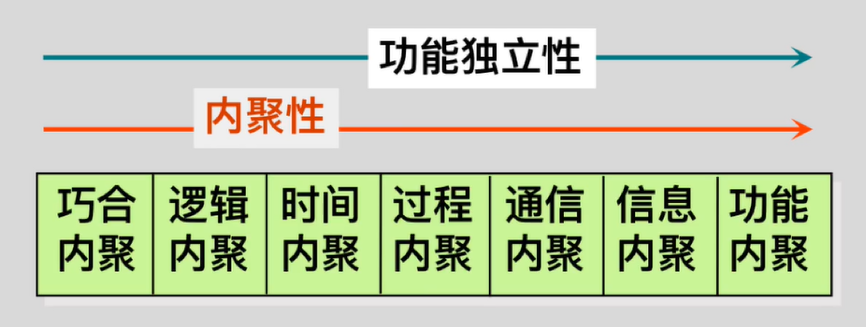 功能独立性
内聚性
巧合 逻辑 时间 过程 通信 信息 功能
内聚 内聚 内聚 内聚 内聚 内聚 内聚